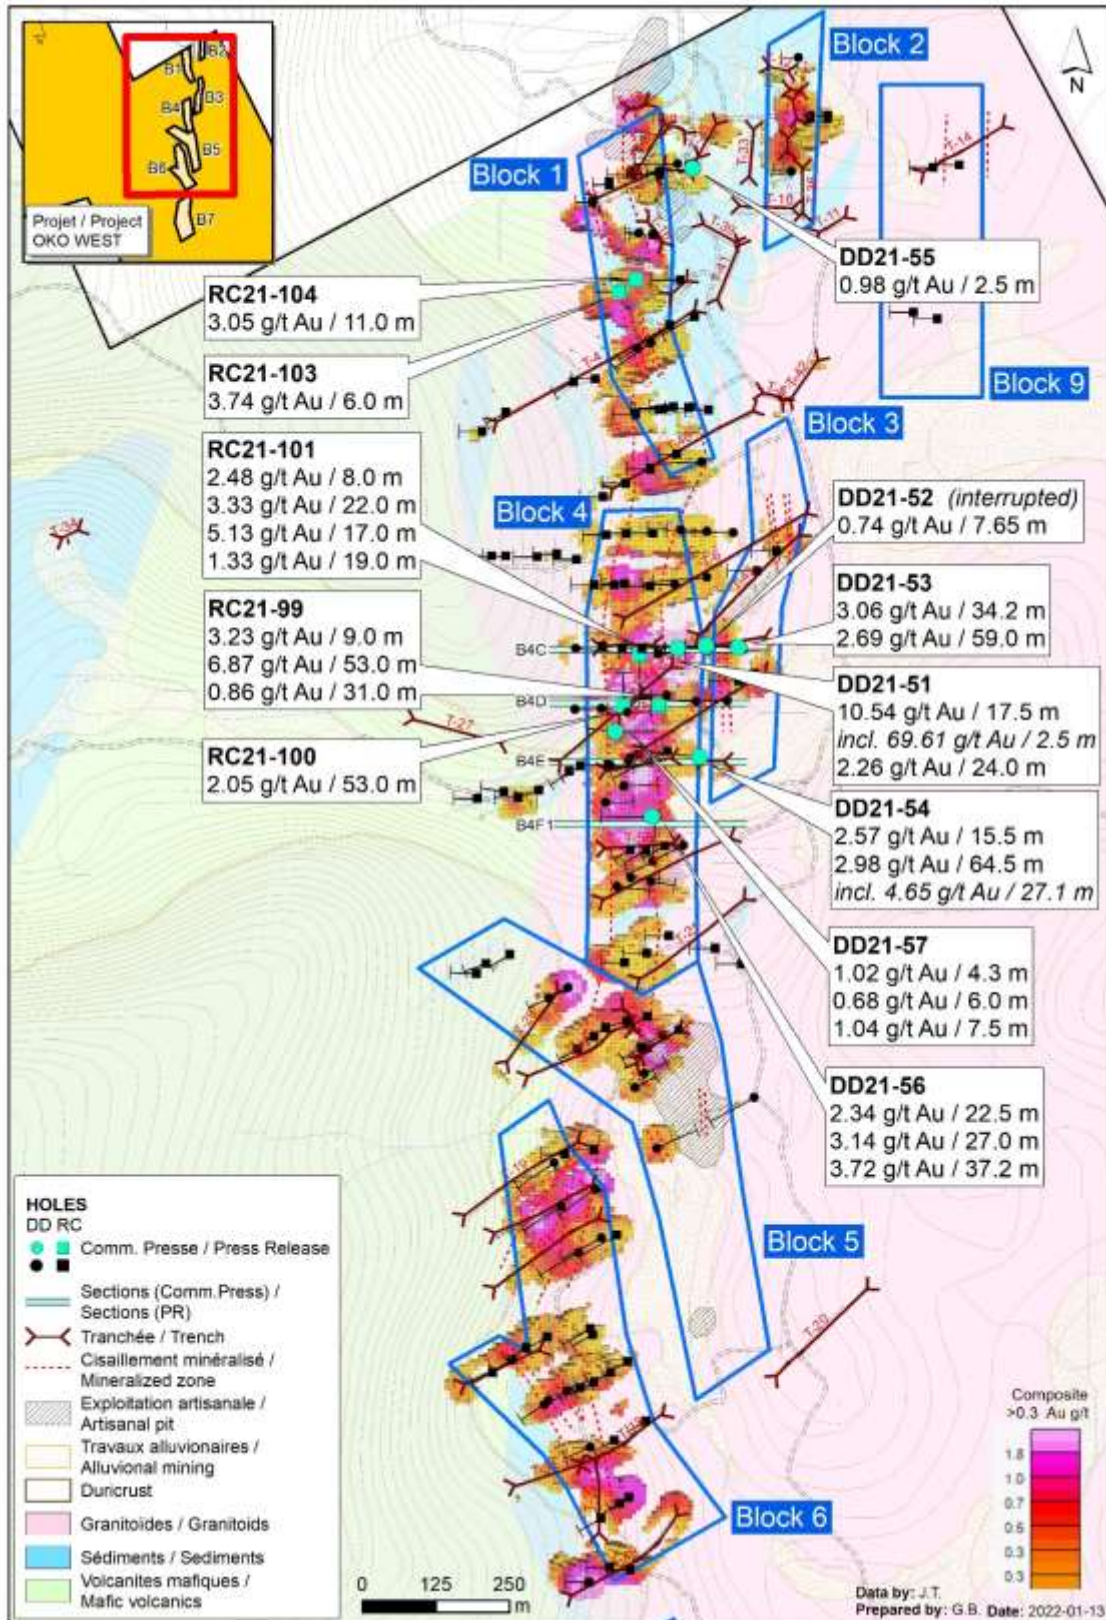 B2
B1
B3
B4
B5
B6
B7
Projet / Project
OKO WEST
Block 2
N
Block 1
T-33
T-14
T-10
T-11
DD21-55
0.98 g/t Au / 2.5 m
RC21-104
3.05 g/t Au / 11.0 m
T-4
RC21-103
3.74 g/t Au / 6.0 m
T-42
Block 9
Block 3
RC21-101
2.48 g/t Au / 8.0 m
3.33 g/t Au / 22.0 m
5.13 g/t Au / 17.0 m
1.33 g/t Au / 19.0 m
Block 4
DD21-52 (interrupted)
0.74 g/t Au / 7.65 m
T-34
DD21-53
3.06 g/t Au / 34.2 m
2.69 g/t Au / 59.0 m
RC21-99
3.23 g/t Au / 9.0 m
6.87 g/t Au / 53.0 m
0.86 g/t Au / 31.0 m
B4C
DD21-51
10.54 g/t Au / 17.5 m
incl. 69.61 g/t Au / 2.5 m
2.26 g/t Au / 24.0 m
B4D
T-27
RC21-100
2.05 g/t Au / 53.0 m
B4E
DD21-54
2.57 g/t Au / 15.5 m
2.98 g/t Au / 64.5 m
incl. 4.65 g/t Au / 27.1 m
B4F1
T-21
DD21-57
1.02 g/t Au / 4.3 m
0.68 g/t Au / 6.0 m
1.04 g/t Au / 7.5 m
DD21-56
2.34 g/t Au / 22.5 m
3.14 g/t Au / 27.0 m
3.72 g/t Au / 37.2 m
T-19
Block 5
T-30
Block 6
HOLES
DD RC
Comm. Presse / Press Release
Sections (Comm.Press) /
Sections (PR)
Tranchée / Trench
Cisaillement minéralisé /
Mineralized zone
Exploitation artisanale /
Artisanal pit
Travaux alluvionaires /
Alluvional mining
Duricrust
Granitoïdes / Granitoids
Sédiments / Sediments
Volcanites mafiques /
Mafic volcanics
0 125 250
m
Composite
>0.3 Au g/t
1.8
1.0
0.7
0.5
0.3
0.3
Data by: J.T.
Prepared by: G.B. Date: 2022-01-13